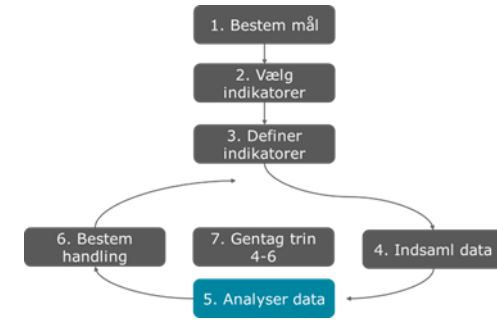 1. Bestem mål
2. Vælg
indikatorer
3. Definer
indikatorer
6. Bestem
handling
7. Gentag trin
4-6
4. Indsaml data
5. Analyser data